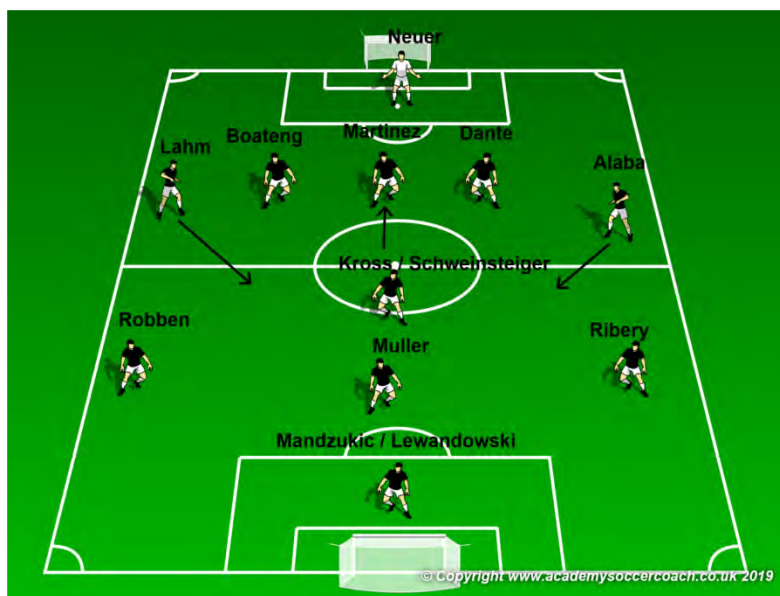 Neuer
Martinez
Boateng
Dante
Lahm
Alaba
Kross / Schweinsteiger
Robben
Ribery
Muller
Mandzukic / Lewandowski
© Copyright www.academysoccercoach.co.uk 2019